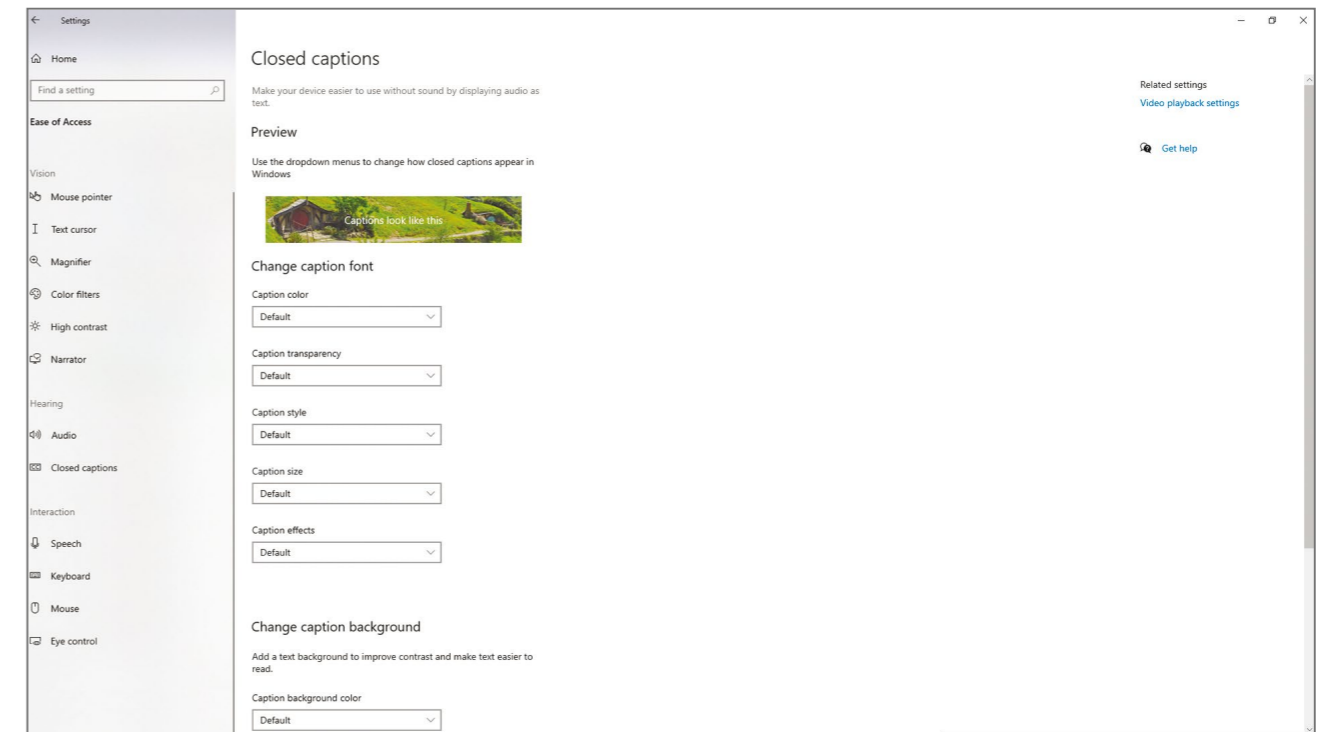 Settings
Home
Find a setting
Ease of Access
Vision
Mouse pointer
Text cursor
Magnifier
Color filters
High contrast
Narrator
Hearing
Audio
Closed captions
Interaction
Speech
Keyboard
Mouse
Eye control
Closed captions
Make your device easier to use without sound by displaying audio as
text.
Preview
Use the dropdown menus to change how closed captions appear in
Windows
Captions look like this
Change caption font
Caption color
Default
Caption transparency
Default
Caption style
Default
Caption size
Default
Caption effects
Default
Change caption background
Add a text background to improve contrast and make text easier to
read.
Caption background color
Default
Related settings
Video playback settings
Get help